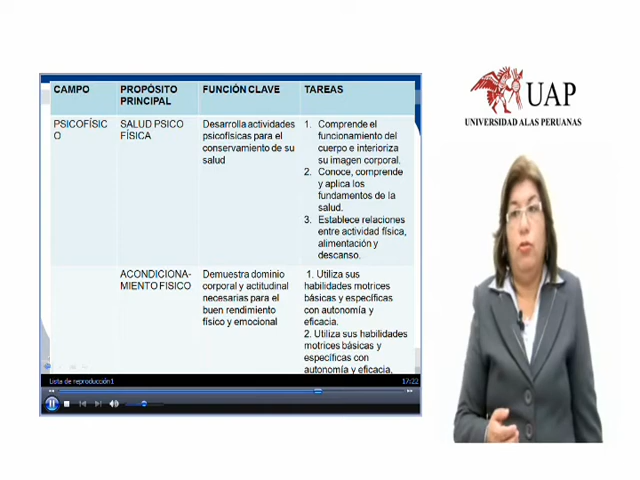 CAMPO
PROPÓSITO
PRINCIPAL
FUNCIÓN CLAVE
TAREAS
PSICOFÍSIC
O
SALUD PSICO
FÍSICA
Desarrolla actividades
psicofísicas para el
conservamiento de su
salud
1. Comprende el
funcionamiento del
cuerpo e interioriza
su imagen corporal.
2. Conoce, comprende
y aplica los
fundamentos de la
salud.
3. Establece relaciones
entre actividad física,
alimentación y
descanso.
ACONDICIONA-
MIENTO FISICO
Demuestra dominio
corporal y actitudinal
necesarias para el
buen rendimiento
físico y emocional
1. Utiliza sus
habilidades motrices
básicas y específicas
con autonomía y
eficacia.
2. Utiliza sus habilidades
motrices básicas y
específicas con
autonomía y eficacia,
Lista de reproducción1
17:22
UAP
UNIVERSIDAD ALAS PERUANAS